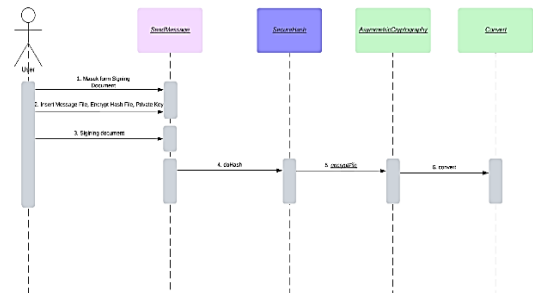 SendMessage
SecureHash
AsymmetricCryptography
Convert
User
1. Masuk form Signing
Document
2. Insert Message File, Encrypt Hash File, Private Key
3. Signing document
4. doHash
5. encryptFile
6. convert